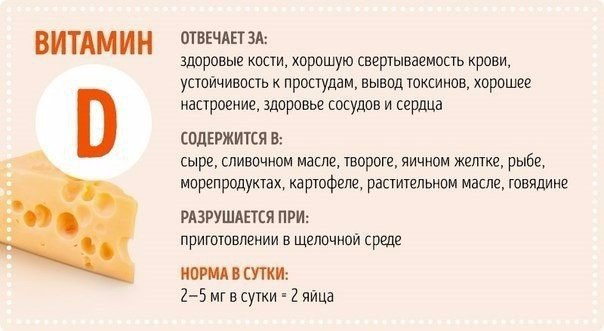 ВИТАМИН
D
ОТВЕЧАЕТ ЗА:
здоровые кости, хорошую свертываемость крови,
устойчивость к простудам, вывод токсинов, хорошее
настроение, здоровье сосудов и сердца
СОДЕРЖИТСЯ В:
сыре, сливочном масле, твороге, яичном желтке, рыбе,
морепродуктах, картофеле, растительном масле, говядине
РАЗРУШАЕТСЯ ПРИ:
приготовлении в щелочной среде
НОРМА В СУТКИ:
2–5 мг в сутки = 2 яйца